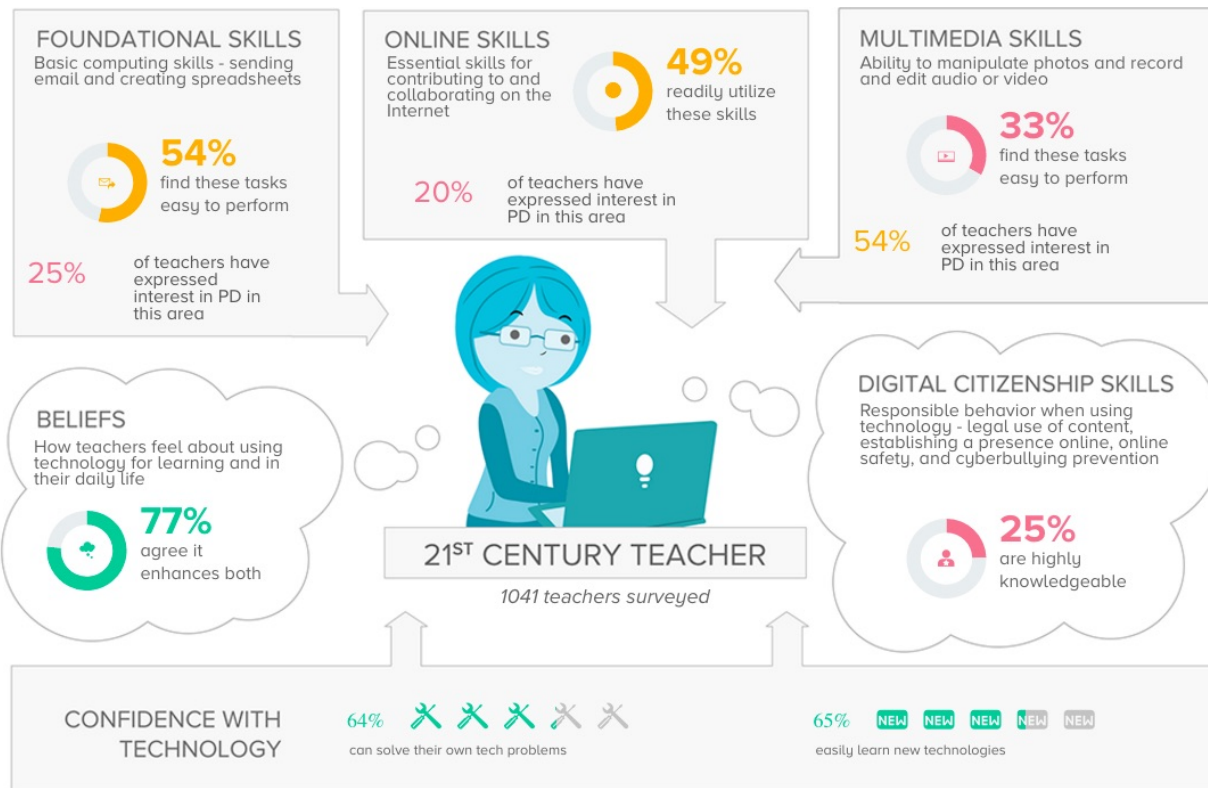 FOUNDATIONAL SKILLS
Basic computing skills - sending
email and creating spreadsheets
54%
find these tasks
easy to perform
25%
of teachers have
expressed
interest in PD in
this area
ONLINE SKILLS
Essential skills for
contributing to and
collaborating on the
Internet
49%
readily utilize
these skills
20%
of teachers have
expressed interest in
PD in this area
MULTIMEDIA SKILLS
Ability to manipulate photos and record
and edit audio or video
33%
find these tasks
easy to perform
54%
of teachers have
expressed interest in
PD in this area
BELIEFS
How teachers feel about using
technology for learning and in
their daily life
77%
agree it
enhances both
DIGITAL CITIZENSHIP SKILLS
Responsible behavior when using
technology - legal use of content,
establishing a presence online, online
safety, and cyberbullying prevention
25%
are highly
knowledgeable
21ST CENTURY TEACHER
1041 teachers surveyed
CONFIDENCE WITH
TECHNOLOGY
64%
can solve their own tech problems
65% NEW NEW NEW NEW NEW
easily learn new technologies